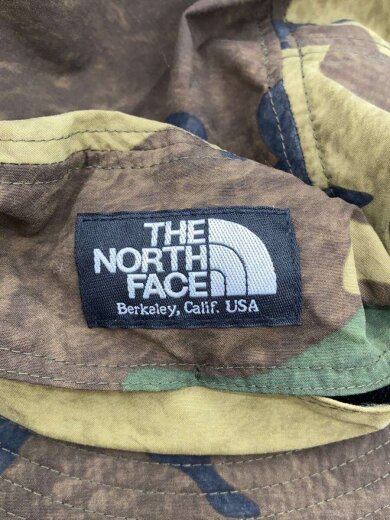 THE
NORTH
FACE
Berkeley, Calif. USA